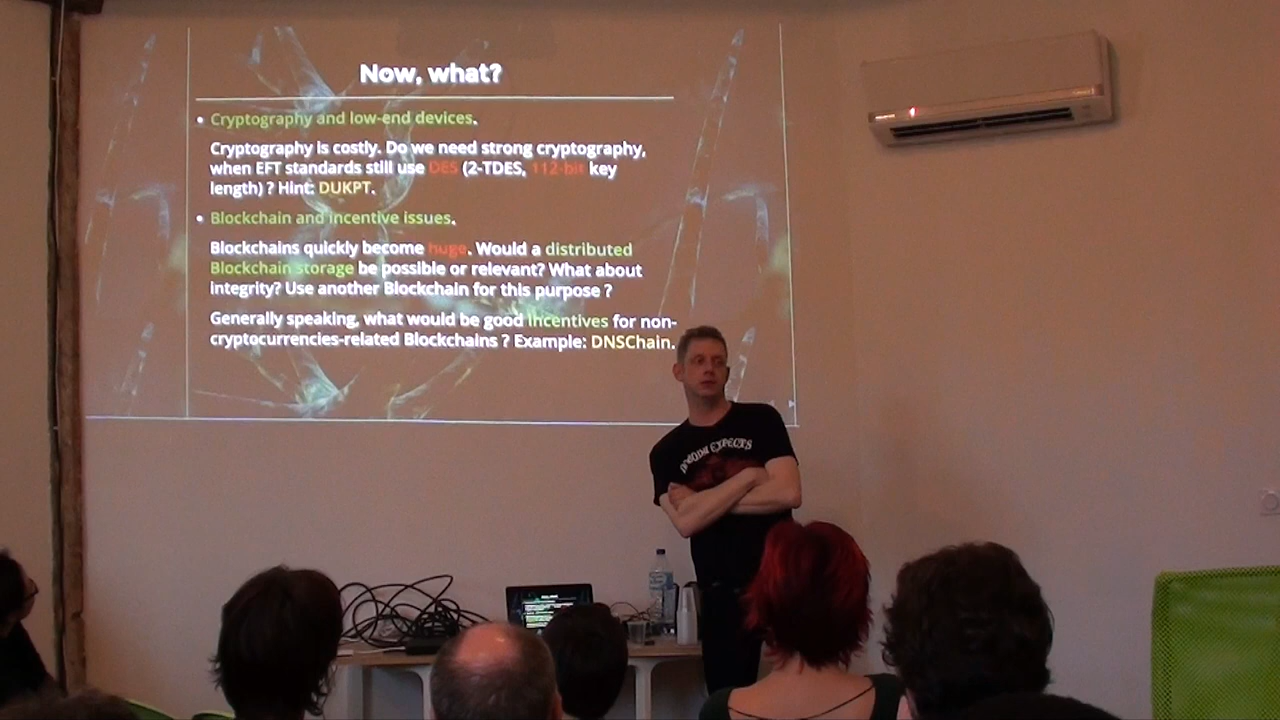 Now, what?
• Cryptography and low-end devices.
Cryptography is costly. Do we need strong cryptography,
when EFT standards still use DES (2-TDES, 112-bit key
length) ? Hint: DUKPT.
• Blockchain and incentive issues.
Blockchains quickly become huge. Would a distributed
Blockchain storage be possible or relevant? What about
integrity? Use another Blockchain for this purpose ?
Generally speaking, what would be good incentives for non-
cryptocurrencies-related Blockchains ? Example: DNSChain.
EXPECTS